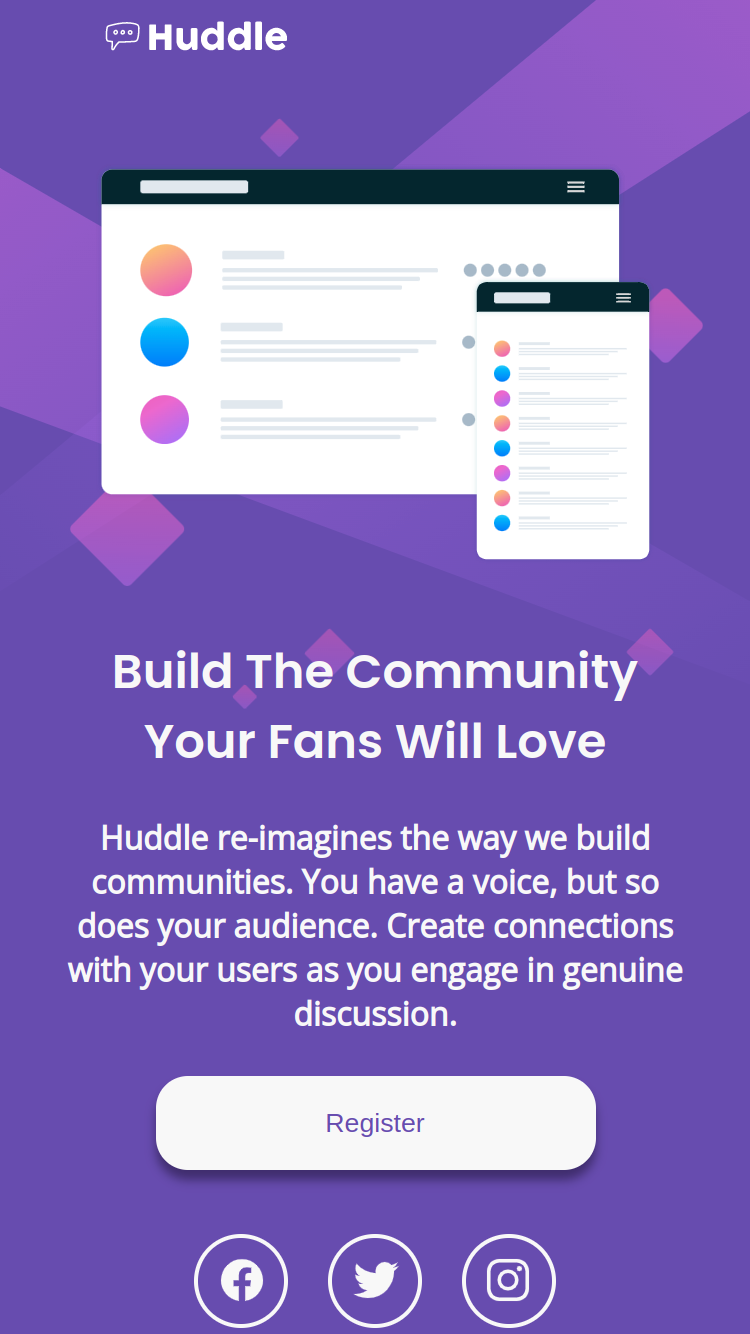 Huddle
Build The Community
Your Fans Will Love
Huddle re-imagines the way we build
communities. You have a voice, but so
does your audience. Create connections
with your users as you engage in genuine
discussion.
Register